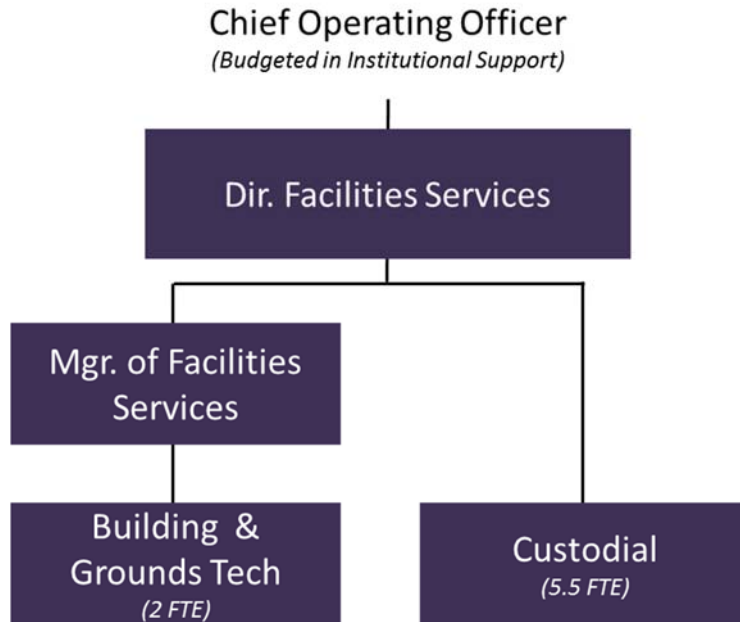 Chief Operating Officer
(Budgeted in Institutional Support)
Dir. Facilities Services
Mgr. of Facilities
Services
Building & 
Grounds Tech
(2 FTE)
Custodial
(5.5 FTE)